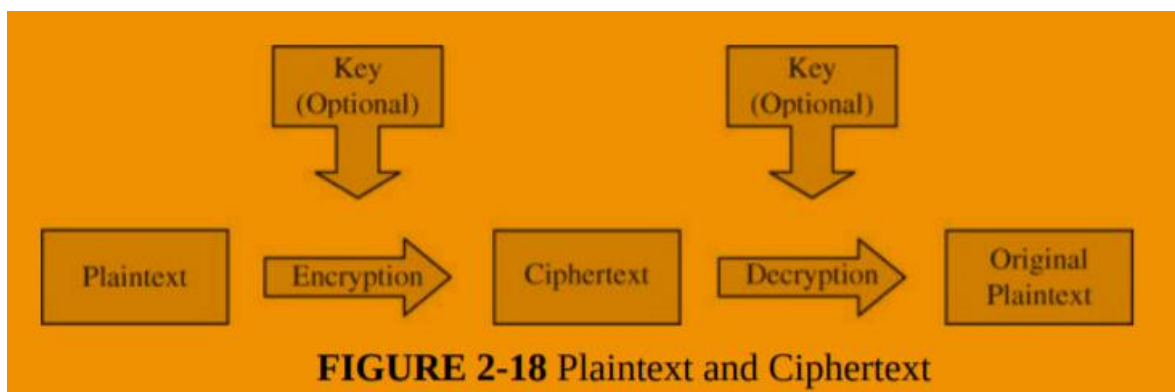 Key
(Optional)
Key
(Optional)
Plaintext
Encryption
Ciphertext
Decryption
Original
Plaintext
FIGURE 2-18 Plaintext and Ciphertext